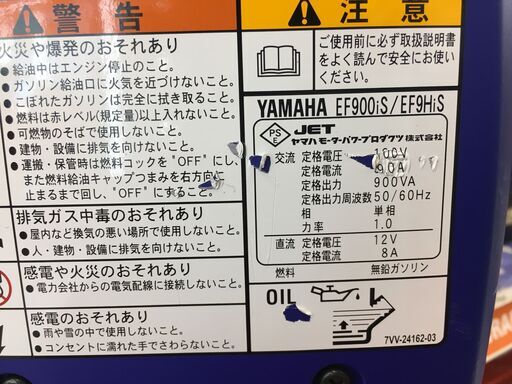 警告
火災や爆発のおそれあり
●給油中はエンジン停止のこと。
●ガソリン給油口に火気を近づけないこと。
●こぼれたガソリンは完全に拭き取ること。
●燃料は赤レベル(規定量)以上入れないこと。
●可燃物のそばで使用しないこと。
●建物・設備に排気を向けないこと。
●運搬・保管時は燃料コックを"OFF"にし、
また燃料給油キャップつまみを右方向に
止まるまで回し、"OFF"にすること。
排気ガス中毒のおそれあり
●屋内など換気の悪い場所で使用しないこと。
●人・建物・設備に排気を向けないこと。
感電や火災のおそれあり
●電力会社からの電気配線に接続しないこと。
感電のおそれあり
●雨や雪の中で使用しないこと。
●コンセントに濡れた手でさわらないこと。
注意
ご使用前に必ず取扱説明書
をよく読んで安全にお使い
ください。
YAMAHA EF900iS/EF9HiS
PS E JET
ヤマハモーターパワープロダクツ株式会社
交流 定格電圧 100V
定格電流 9.0A
定格出力 900VA
定格出力周波数 50/60Hz
相 単相
力率 1.0
直流 定格電圧 12V
定格電流 8A
燃料 無鉛ガソリン
OIL
7VV-24162-03